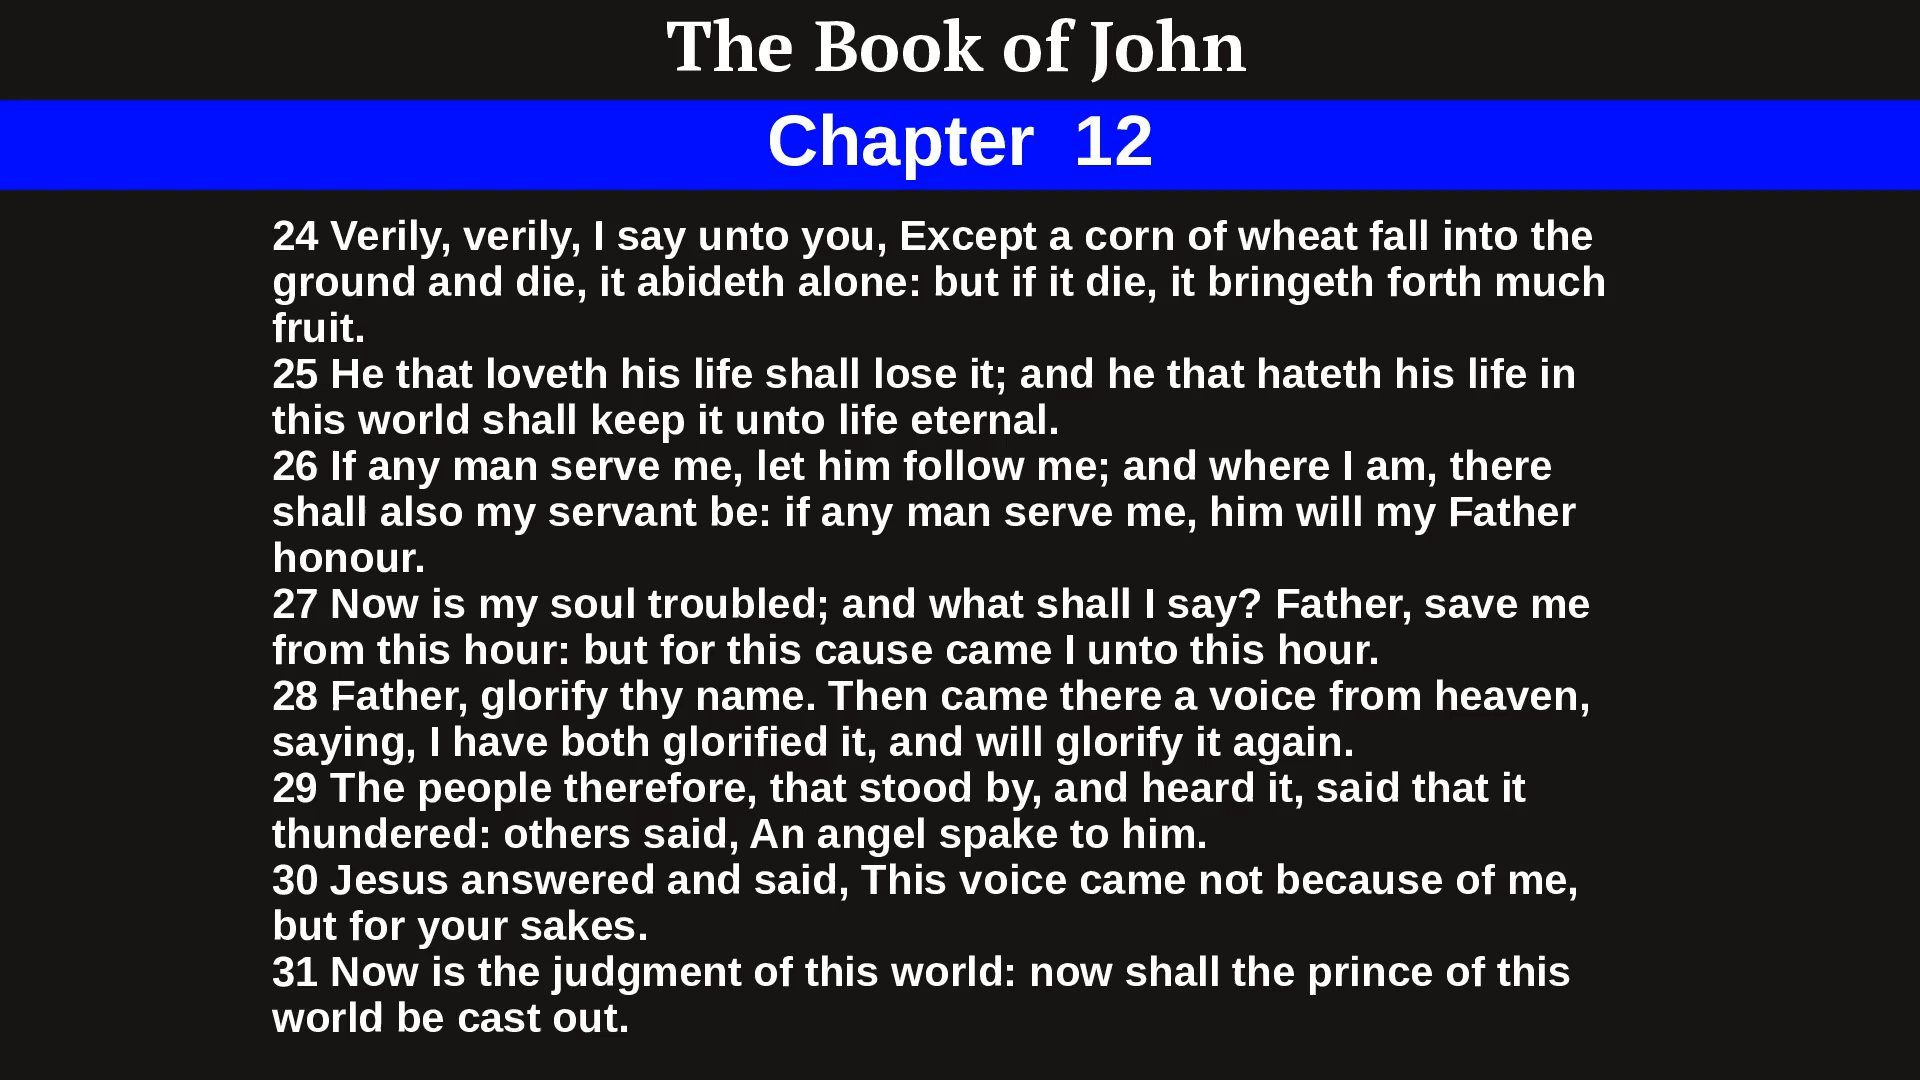 The Book of John
Chapter 12
24 Verily, verily, I say unto you, Except a corn of wheat fall into the
ground and die, it abideth alone: but if it die, it bringeth forth much
fruit.
25 He that loveth his life shall lose it; and he that hateth his life in
this world shall keep it unto life eternal.
26 If any man serve me, let him follow me; and where I am, there
shall also my servant be: if any man serve me, him will my Father
honour.
27 Now is my soul troubled; and what shall I say? Father, save me
from this hour: but for this cause came I unto this hour.
28 Father, glorify thy name. Then came there a voice from heaven,
saying, I have both glorified it, and will glorify it again.
29 The people therefore, that stood by, and heard it, said that it
thundered: others said, An angel spake to him.
30 Jesus answered and said, This voice came not because of me,
but for your sakes.
31 Now is the judgment of this world: now shall the prince of this
world be cast out.